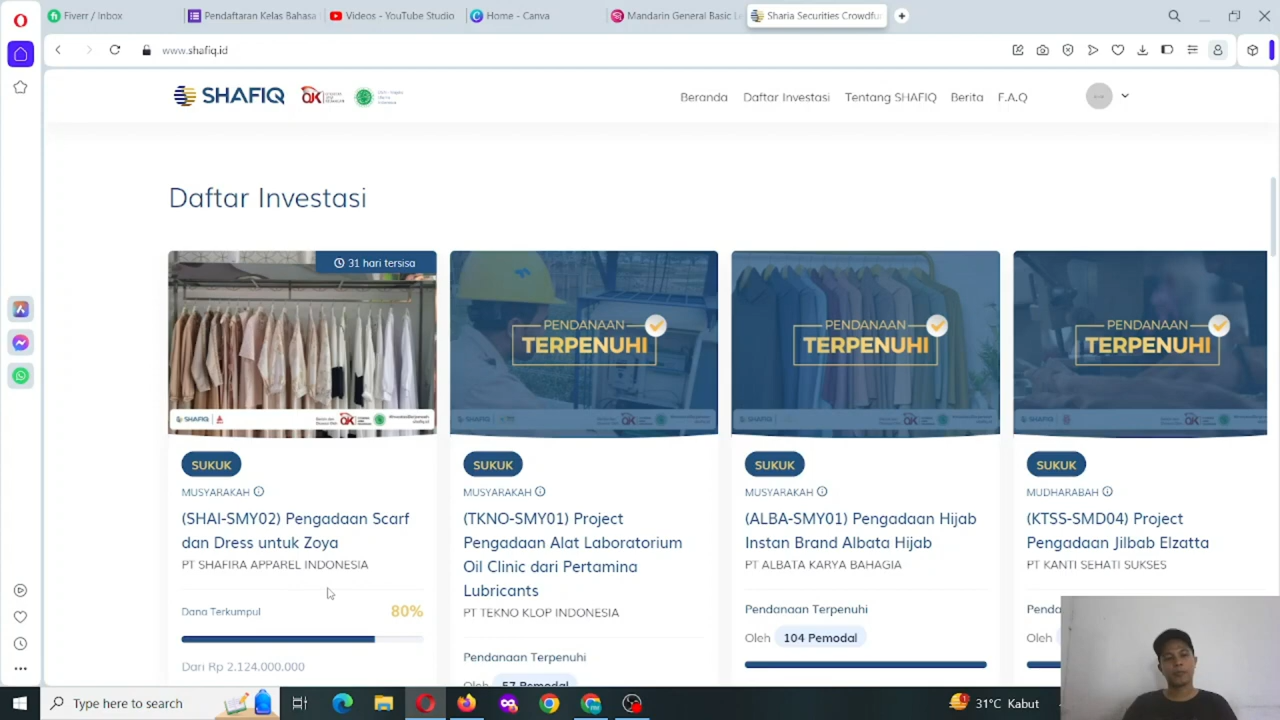 Fiverr / Inbox
Pendaftaran Kelas Bahasa
Videos - YouTube Studio
Home - Canva
Mandarin General Basic L
Sharia Securities Crowdfu
www.shafiq.id
SHAFIQ
Beranda
Daftar Investasi
Tentang SHAFIQ
Berita
F.A.Q
Daftar Investasi
31 hari tersisa
SUKUK
MUSYARAKAH
(SHAI-SMY02) Pengadaan Scarf
dan Dress untuk Zoya
PT SHAFIRA APPAREL INDONESIA
Dana Terkumpul 80%
Dari Rp 2.124.000.000
PENDANAAN
TERPENUHI
SUKUK
MUSYARAKAH
(TKNO-SMY01) Project
Pengadaan Alat Laboratorium
Oil Clinic dari Pertamina
Lubricants
PT TEKNO KLOP INDONESIA
Pendanaan Terpenuhi
Oleh 57 Pemodal
PENDANAAN
TERPENUHI
SUKUK
MUSYARAKAH
(ALBA-SMY01) Pengadaan Hijab
Instan Brand Albata Hijab
PT ALBATA KARYA BAHAGIA
Pendanaan Terpenuhi
Oleh 104 Pemodal
PENDANAAN
TERPENUHI
SUKUK
MUDHARABAH
(KTSS-SMD04) Project
Pengadaan Jilbab Elzatta
PT KANTI SEHATI SUKSES
Penda
Oleh
Type here to search
31°C Kabut